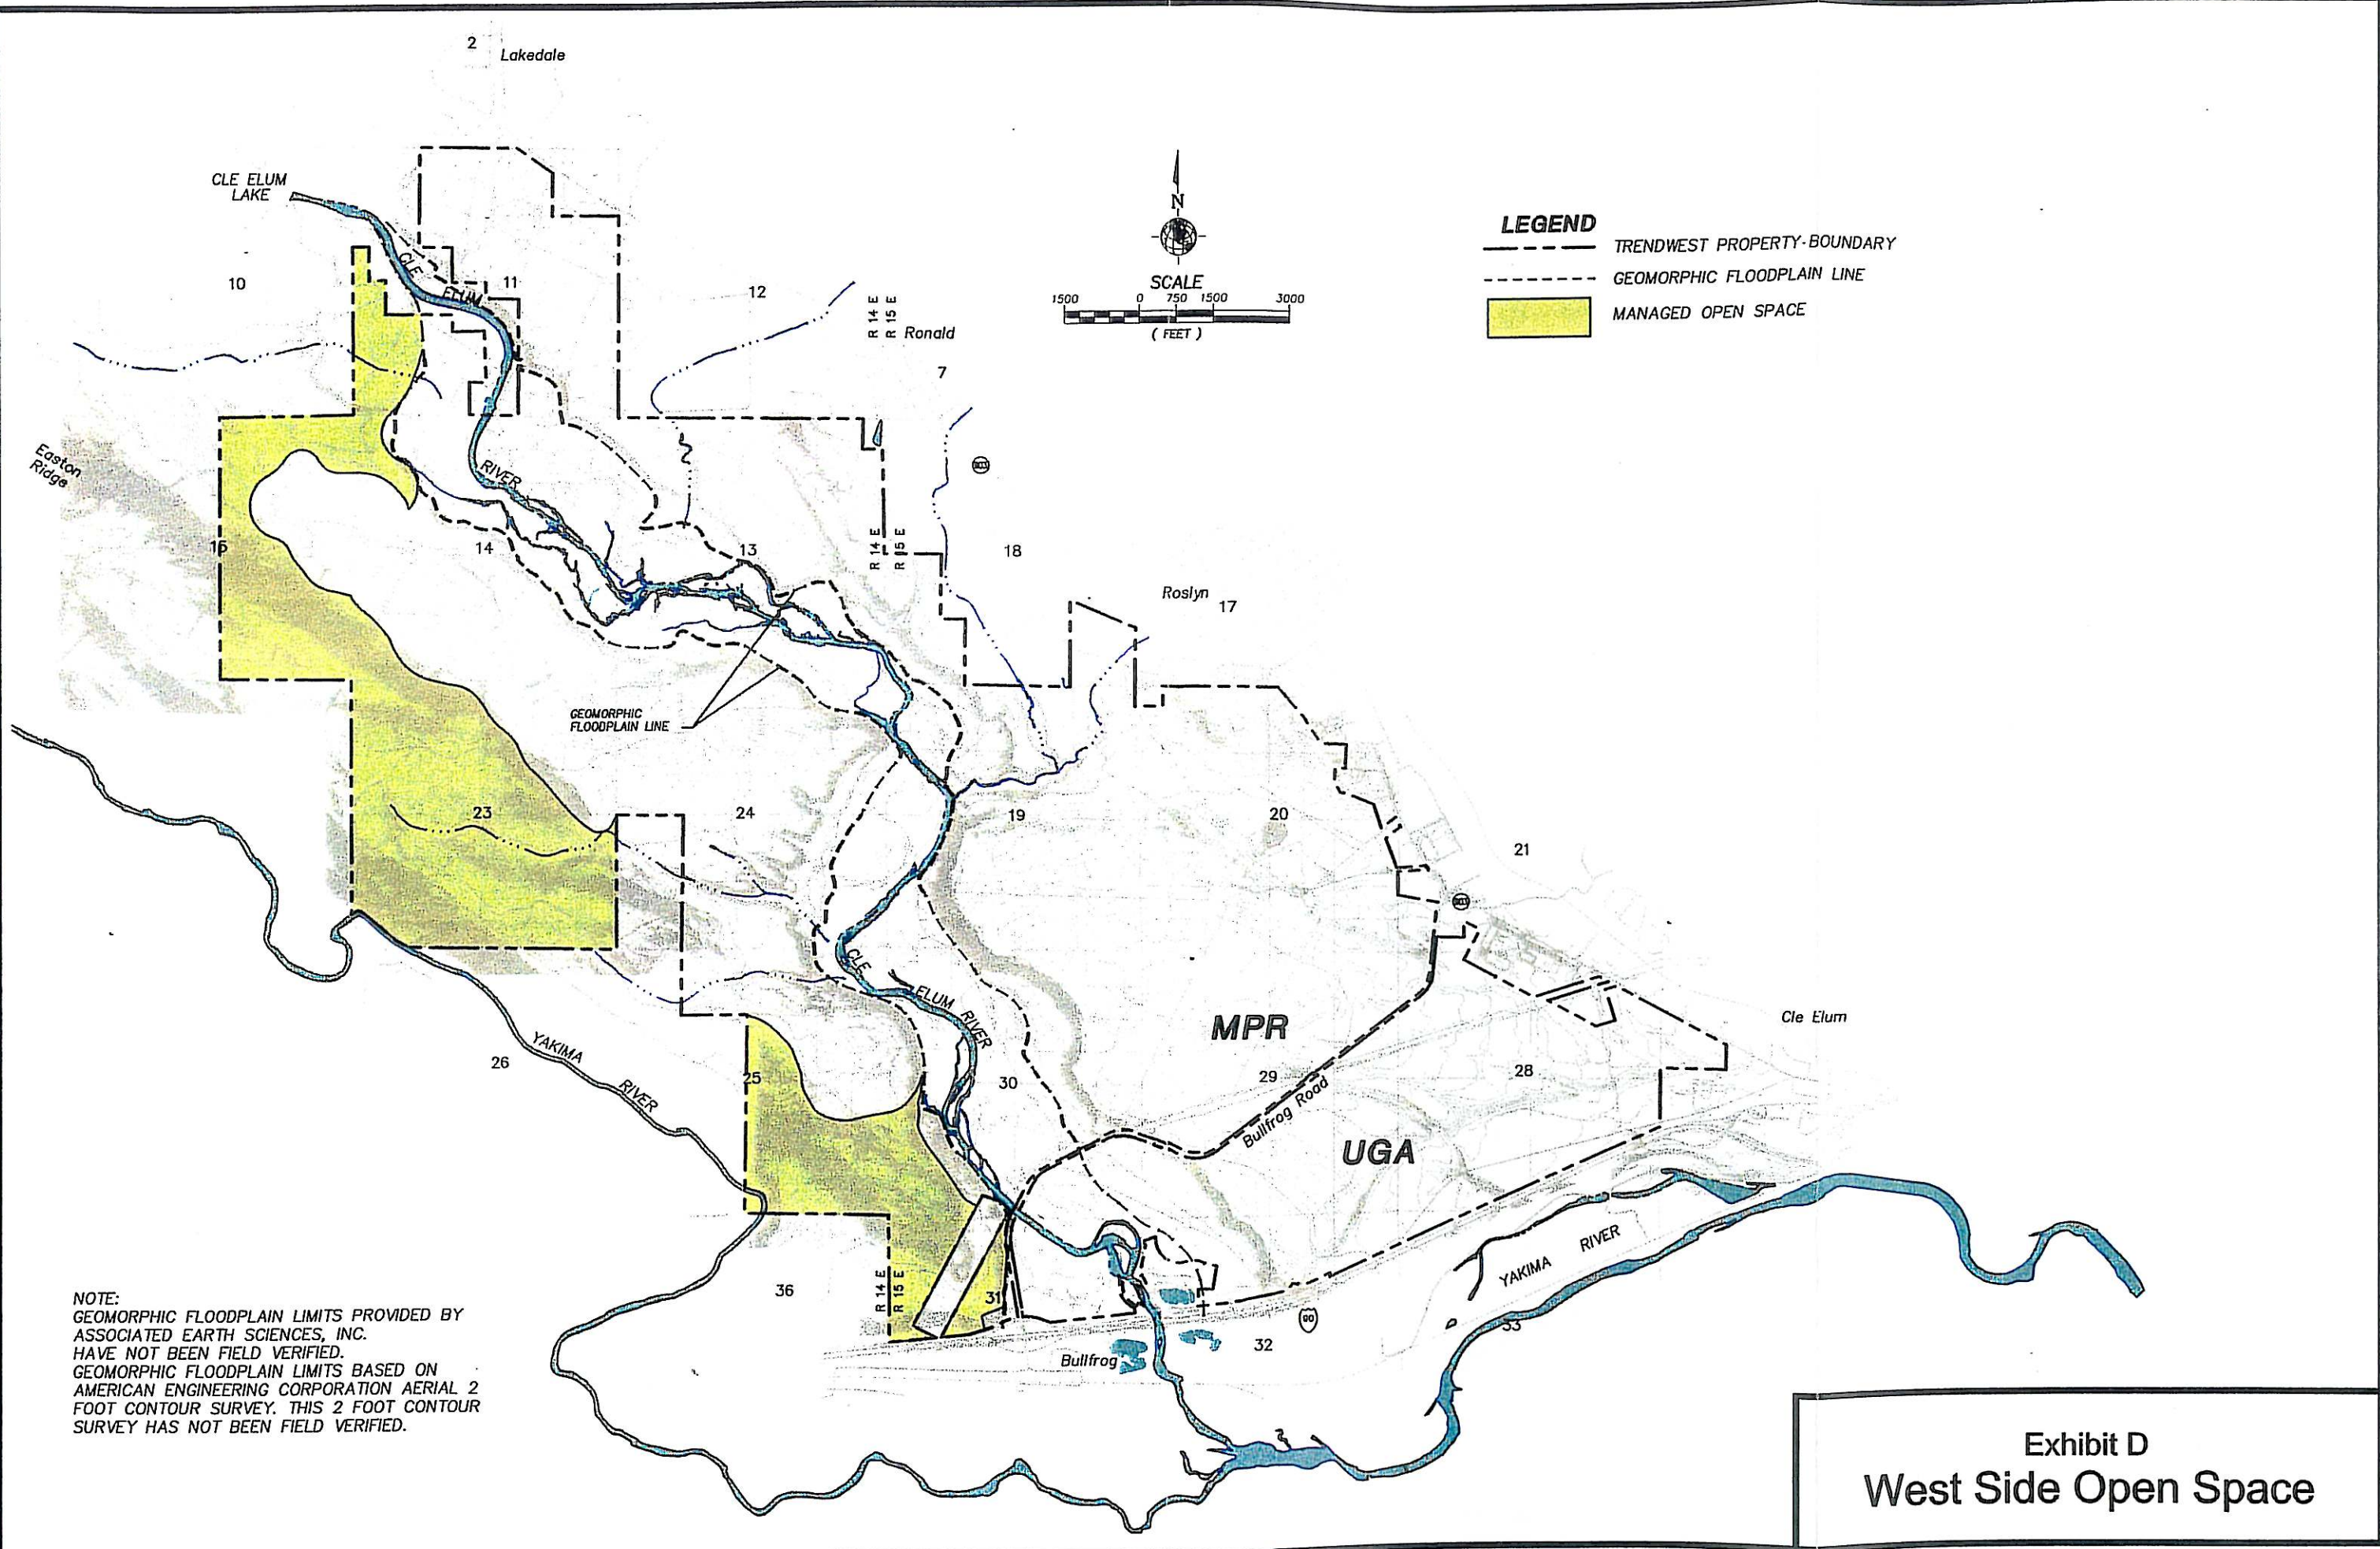 2
Lakedale
CLE ELUM
LAKE
10
CLE
ELUM
11
12
R 14 E
R 15 E
Ronald
7
N
SCALE
1500 0 750 1500 3000
( FEET )
LEGEND
TRENDWEST PROPERTY-BOUNDARY
GEOMORPHIC FLOODPLAIN LINE
MANAGED OPEN SPACE
Easton
Ridge
RIVER
903
15
14
13
R 14 E
R 15 E
18
Roslyn
17
GEOMORPHIC
FLOODPLAIN LINE
23
24
19
20
21
903
CLE
ELUM
RIVER
MPR
Cle Elum
26
YAKIMA
RIVER
25
30
29
Bullfrog Road
28
UGA
36
R 14 E
R 15 E
31
YAKIMA
RIVER
90
32
33
Bullfrog
NOTE:
GEOMORPHIC FLOODPLAIN LIMITS PROVIDED BY
ASSOCIATED EARTH SCIENCES, INC.
HAVE NOT BEEN FIELD VERIFIED.
GEOMORPHIC FLOODPLAIN LIMITS BASED ON
AMERICAN ENGINEERING CORPORATION AERIAL 2
FOOT CONTOUR SURVEY. THIS 2 FOOT CONTOUR
SURVEY HAS NOT BEEN FIELD VERIFIED.
Exhibit D
West Side Open Space